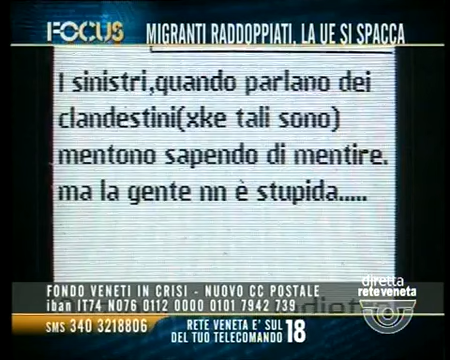 FOCUS
MIGRANTI RADDOPPIATI, LA UE SI SPACCA
I sinistri,quando parlano dei
clandestini(xke tali sono)
mentono sapendo di mentire.
ma la gente nn è stupida.....
FONDO VENETI IN CRISI - NUOVO CC POSTALE
iban IT74 N076 0112 0000 0101 7942 739
diretta
reteveneta
SMS 340 3218806
RETE VENETA E' SUL
DEL TUO TELECOMANDO
18